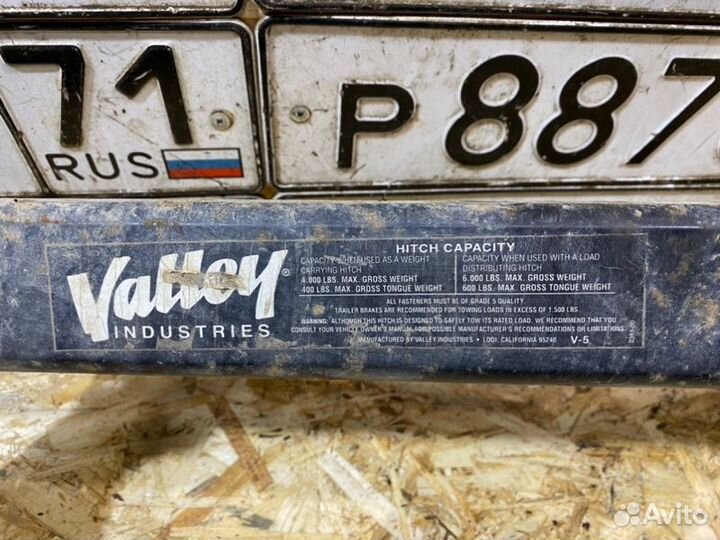 71
RUS
P 887
Valley®
INDUSTRIES
HITCH CAPACITY
CAPACITY WHEN USED AS A WEIGHT
CARRYING HITCH
4.000 LBS. MAX. GROSS WEIGHT
400 LBS. MAX. GROSS TONGUE WEIGHT
CAPACITY WHEN USED WITH A LOAD
DISTRIBUTING HITCH
6.000 LBS. MAX. GROSS WEIGHT
600 LBS. MAX. GROSS TONGUE WEIGHT
ALL FASTENERS MUST BE OF GRADE 5 QUALITY.
TRAILER BRAKES ARE RECOMMENDED FOR TOWING LOADS IN EXCESS OF 1.500 LBS.
WARNING: ALTHOUGH THIS HITCH IS DESIGNED TO SAFELY TOW ITS RATED LOAD. WE RECOMMEND THAT YOU
CONSULT YOUR VEHICLE OWNER'S MANUAL FOR POSSIBLE MANUFACTURER'S RECOMMENDATIONS OR LIMITATIONS.
MANUFACTURED BY VALLEY INDUSTRIES • LODI, CALIFORNIA 95240 V-5
Avito